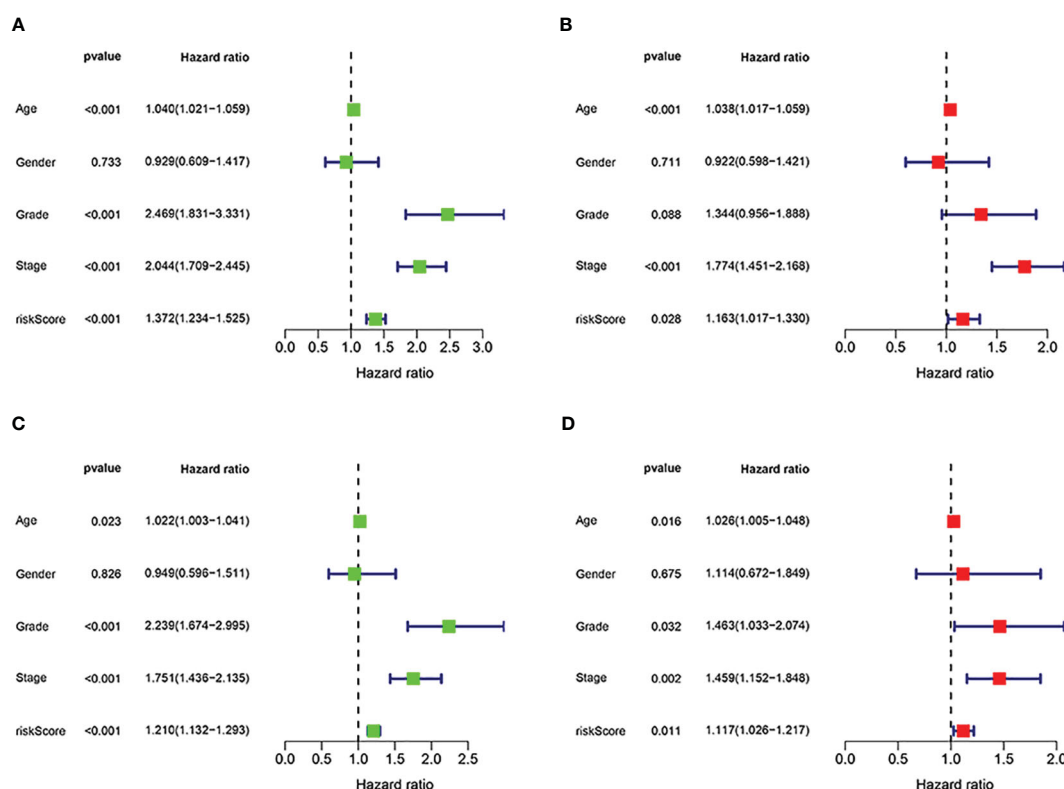 A
pvalue Hazard ratio
Age <0.001 1.040(1.021−1.059)
Gender 0.733 0.929(0.609−1.417)
Grade <0.001 2.469(1.831−3.331)
Stage <0.001 2.044(1.709−2.445)
riskScore <0.001 1.372(1.234−1.525)
0.0 0.5 1.0 1.5 2.0 2.5 3.0
Hazard ratio
B
pvalue Hazard ratio
Age <0.001 1.038(1.017−1.059)
Gender 0.711 0.922(0.598−1.421)
Grade 0.088 1.344(0.956−1.888)
Stage <0.001 1.774(1.451−2.168)
riskScore 0.028 1.163(1.017−1.330)
0.0 0.5 1.0 1.5 2.0
Hazard ratio
C
pvalue Hazard ratio
Age 0.023 1.022(1.003−1.041)
Gender 0.826 0.949(0.596−1.511)
Grade <0.001 2.239(1.674−2.995)
Stage <0.001 1.751(1.436−2.135)
riskScore <0.001 1.210(1.132−1.293)
0.0 0.5 1.0 1.5 2.0 2.5
Hazard ratio
D
pvalue Hazard ratio
Age 0.016 1.026(1.005−1.048)
Gender 0.675 1.114(0.672−1.849)
Grade 0.032 1.463(1.033−2.074)
Stage 0.002 1.459(1.152−1.848)
riskScore 0.011 1.117(1.026−1.217)
0.0 0.5 1.0 1.5 2.0
Hazard ratio